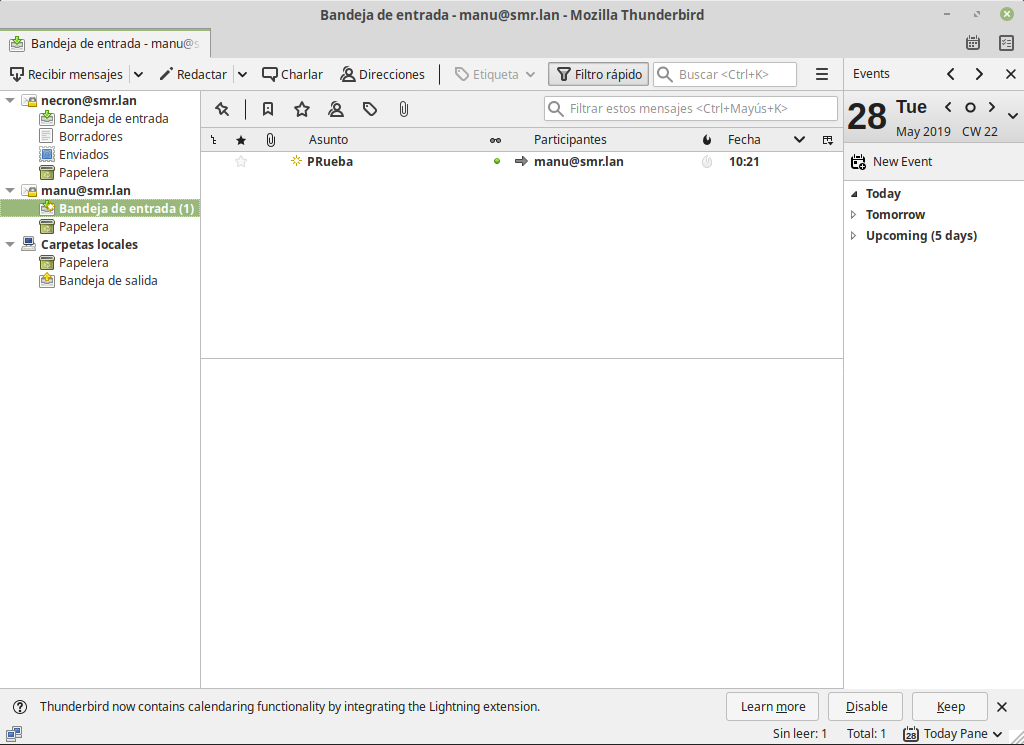 Bandeja de entrada - manu@smr.lan - Mozilla Thunderbird
Bandeja de entrada - manu@s
Recibir mensajes Redactar Charlar Direcciones Etiqueta Filtro rápido Buscar <Ctrl+K>
Events
necron@smr.lan
Bandeja de entrada
Borradores
Enviados
Papelera
manu@smr.lan
Bandeja de entrada (1)
Papelera
Carpetas locales
Papelera
Bandeja de salida
Filtrar estos mensajes <Ctrl+Mayús+K>
Asunto Participantes Fecha
PRueba manu@smr.lan 10:21
28 Tue
May 2019 CW 22
New Event
Today
Tomorrow
Upcoming (5 days)
Thunderbird now contains calendaring functionality by integrating the Lightning extension. Learn more Disable Keep
Sin leer: 1 Total: 1 28 Today Pane